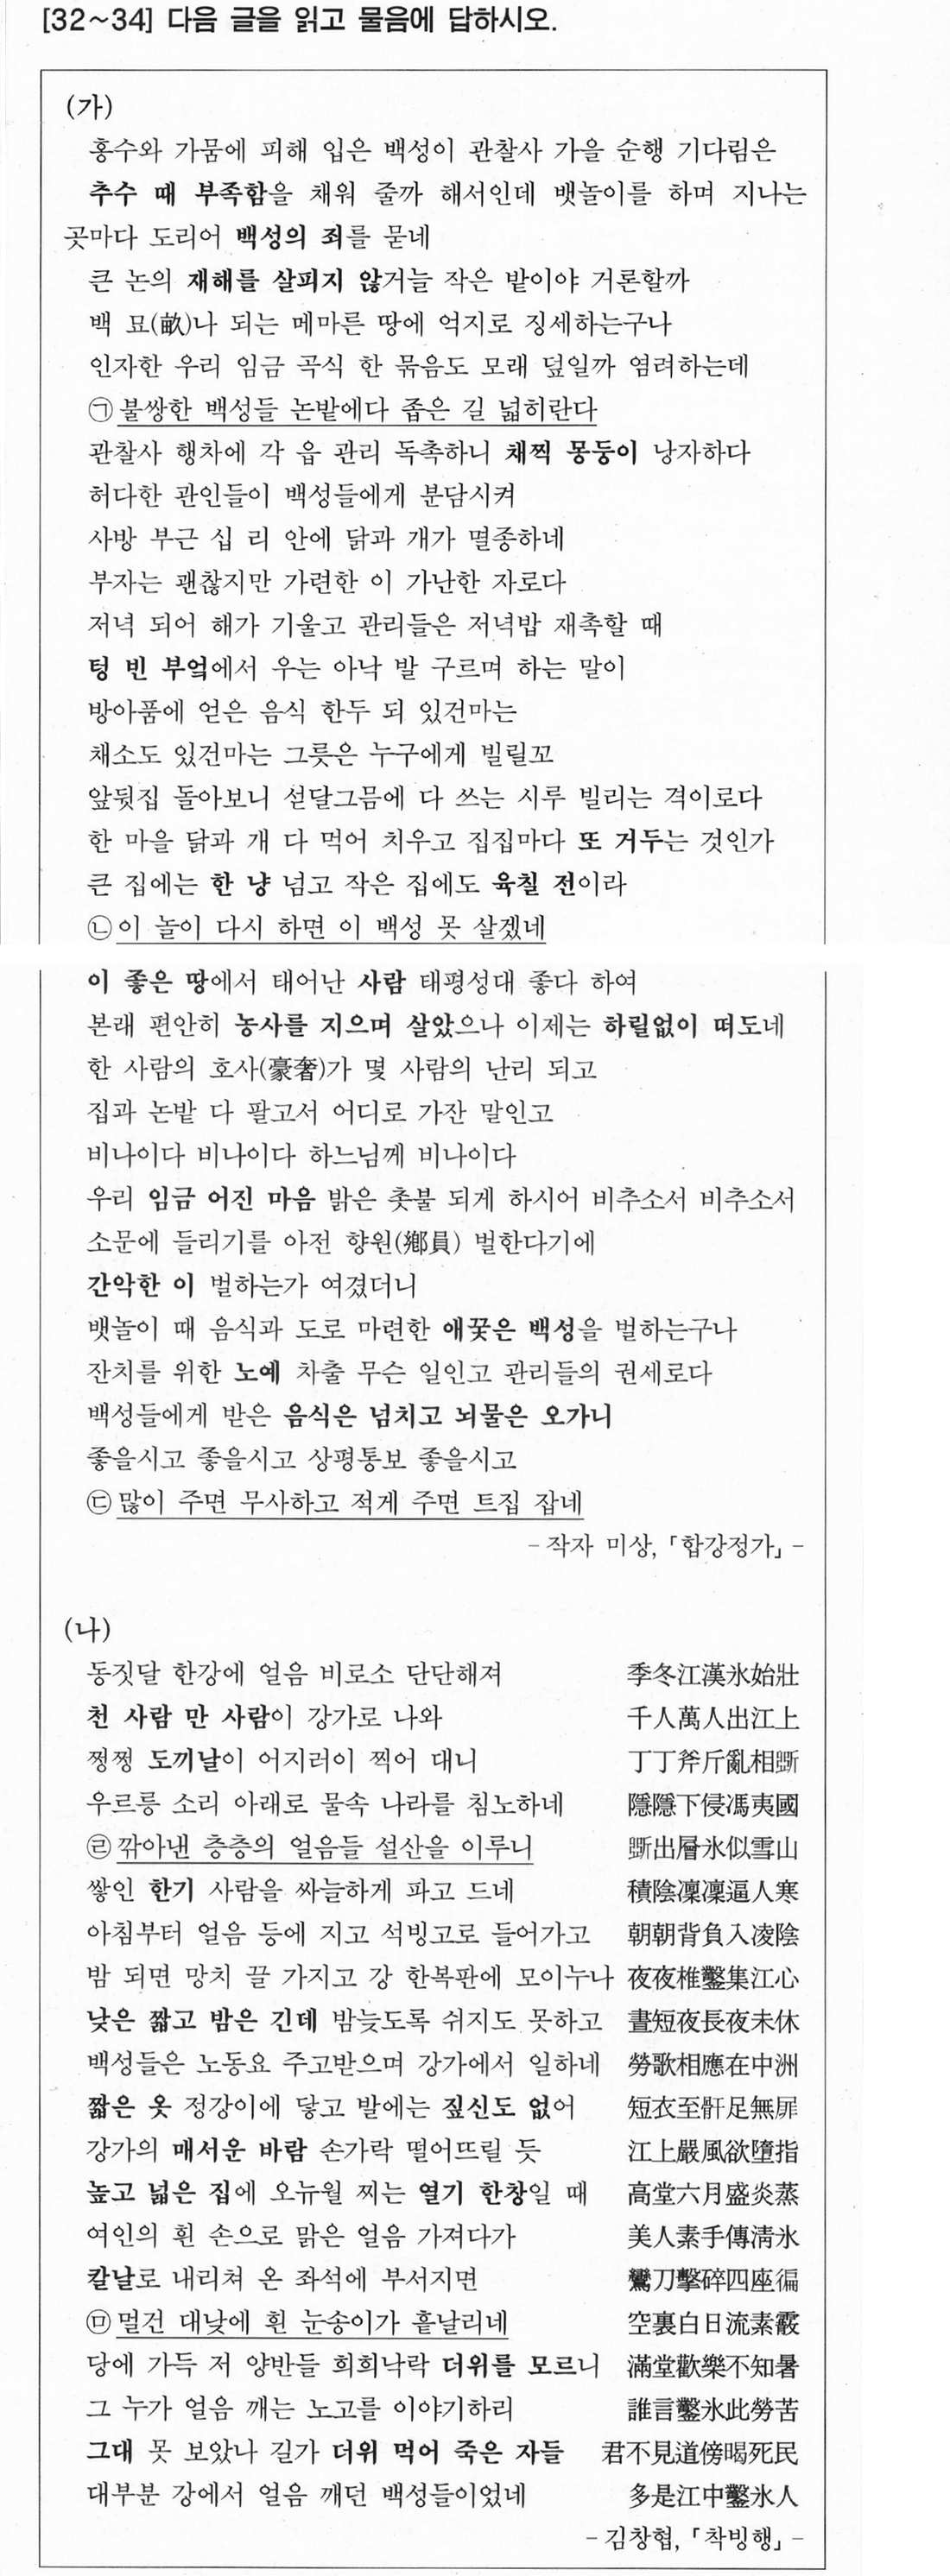 [32～34] 다음 글을 읽고 물음에 답하시오.
(가)
홍수와 가뭄에 피해 입은 백성이 관찰사 가을 순행 기다림은
추수 때 부족함을 채워 줄까 해서인데 뱃놀이를 하며 지나는
곳마다 도리어 백성의 죄를 묻네
큰 논의 재해를 살피지 않거늘 작은 밭이야 거론할까
백 묘(畝)나 되는 메마른 땅에 억지로 징세하는구나
인자한 우리 임금 곡식 한 묶음도 모래 덮일까 염려하는데
㉠ 불쌍한 백성들 논밭에다 좁은 길 넓히란다
관찰사 행차에 각 읍 관리 독촉하니 채찍 몽둥이 낭자하다
허다한 관인들이 백성들에게 분담시켜
사방 부근 십 리 안에 닭과 개가 멸종하네
부자는 괜찮지만 가련한 이 가난한 자로다
저녁 되어 해가 기울고 관리들은 저녁밥 재촉할 때
텅 빈 부엌에서 우는 아낙 발 구르며 하는 말이
방아품에 얻은 음식 한두 되 있건마는
채소도 있건마는 그릇은 누구에게 빌릴꼬
앞뒷집 돌아보니 섣달그믐에 다 쓰는 시루 빌리는 격이로다
한 마을 닭과 개 다 먹어 치우고 집집마다 또 거두는 것인가
큰 집에는 한 냥 넘고 작은 집에도 육칠 전이라
㉡ 이 놀이 다시 하면 이 백성 못 살겠네
이 좋은 땅에서 태어난 사람 태평성대 좋다 하여
본래 편안히 농사를 지으며 살았으나 이제는 하릴없이 떠도네
한 사람의 호사(豪奢)가 몇 사람의 난리 되고
집과 논밭 다 팔고서 어디로 가잔 말인고
비나이다 비나이다 하느님께 비나이다
우리 임금 어진 마음 밝은 촛불 되게 하시어 비추소서 비추소서
소문에 들리기를 아전 향원(鄕員) 벌한다기에
간악한 이 벌하는가 여겼더니
뱃놀이 때 음식과 도로 마련한 애꿎은 백성을 벌하는구나
잔치를 위한 노예 차출 무슨 일인고 관리들의 권세로다
백성들에게 받은 음식은 넘치고 뇌물은 오가니
좋을시고 좋을시고 상평통보 좋을시고
㉢ 많이 주면 무사하고 적게 주면 트집 잡네
- 작자 미상, 「합강정가」 -
(나)
동짓달 한강에 얼음 비로소 단단해져 季冬江漢氷始壯
천 사람 만 사람이 강가로 나와 千人萬人出江上
쩡쩡 도끼날이 어지러이 찍어 대니 丁丁斧斤亂相斲
우르릉 소리 아래로 물속 나라를 침노하네 隱隱下侵馮夷國
㉣ 깎아낸 층층의 얼음들 설산을 이루니 斲出層氷似雪山
쌓인 한기 사람을 싸늘하게 파고 드네 積陰凜凜逼人寒
아침부터 얼음 등에 지고 석빙고로 들어가고 朝朝背負入凌陰
밤 되면 망치 끌 가지고 강 한복판에 모이누나 夜夜椎鑿集江心
낮은 짧고 밤은 긴데 밤늦도록 쉬지도 못하고 晝短夜長夜未休
백성들은 노동요 주고받으며 강가에서 일하네 勞歌相應在中洲
짧은 옷 정강이에 닿고 발에는 짚신도 없어 短衣至骭足無屝
강가의 매서운 바람 손가락 떨어뜨릴 듯 江上嚴風欲墮指
높고 넓은 집에 오뉴월 찌는 열기 한창일 때 高堂六月盛炎蒸
여인의 흰 손으로 맑은 얼음 가져다가 美人素手傳淸氷
칼날로 내리쳐 온 좌석에 부서지면 鸞刀擊碎四座徧
㉤ 멀건 대낮에 흰 눈송이가 흩날리네 空裏白日流素霰
당에 가득 저 양반들 희희낙락 더위를 모르니 滿堂歡樂不知暑
그 누가 얼음 깨는 노고를 이야기하리 誰言鑿氷此勞苦
그대 못 보았나 길가 더위 먹어 죽은 자들 君不見道傍暍死民
대부분 강에서 얼음 깨던 백성들이었네 多是江中鑿氷人
- 김창협, 「착빙행」 -